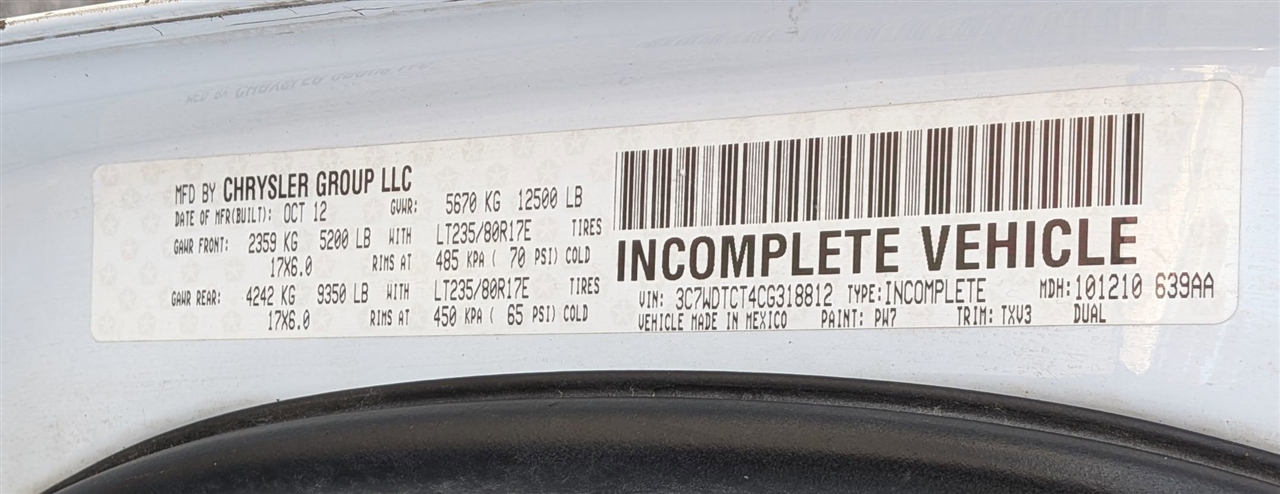 MFD BY CHRYSLER GROUP LLC
DATE OF MFR(BUILT): OCT 12 GVWR: 5670 KG 12500 LB
GAWR FRONT: 2359 KG 5200 LB WITH LT235/80R17E TIRES
17X6.0 RIMS AT 485 KPA ( 70 PSI) COLD
GAWR REAR: 4242 KG 9350 LB WITH LT235/80R17E TIRES
17X6.0 RIMS AT 450 KPA ( 65 PSI) COLD
INCOMPLETE VEHICLE
VIN: 3C7WDTCT4CG318812 TYPE:INCOMPLETE MDH:101210 639AA
VEHICLE MADE IN MEXICO PAINT: PW7 TRIM: TXV3 DUAL